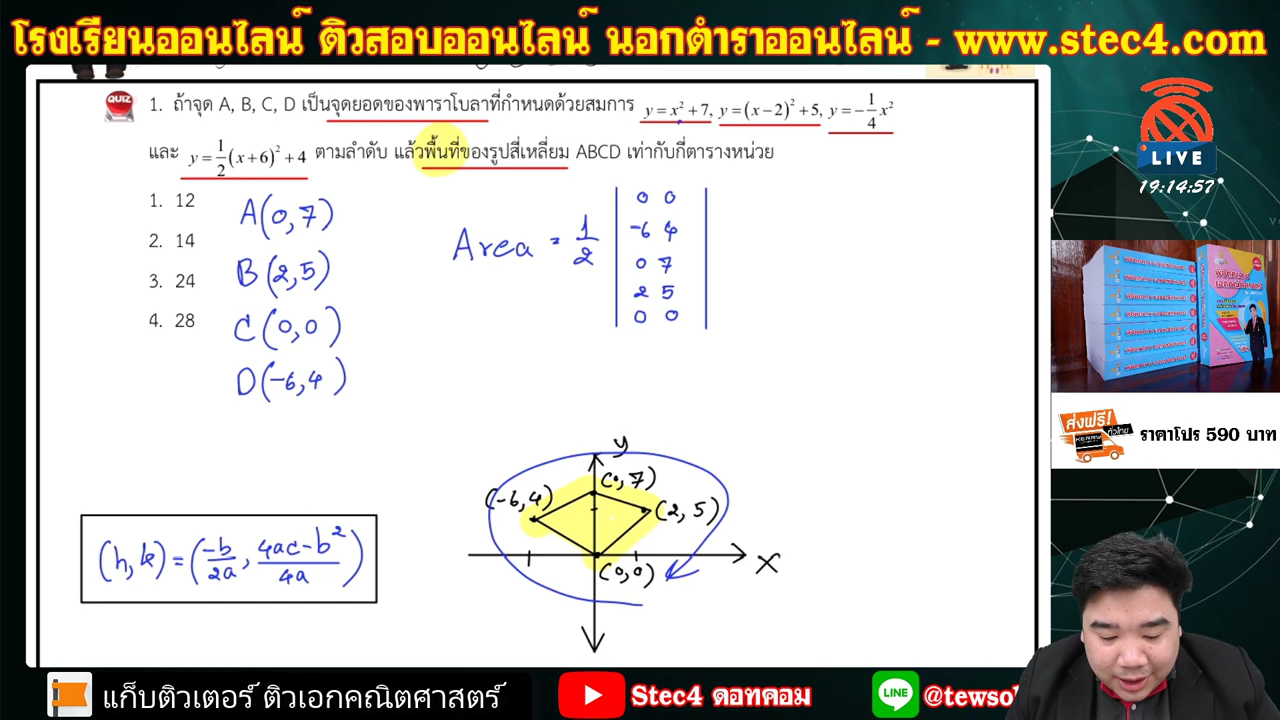 โรงเรียนออนไลน์ ติวสอบออนไลน์ นอกตำราออนไลน์ - www.stec4.com
QUIZ
1. ถ้าจุด A, B, C, D เป็นจุดยอดของพาราโบลาที่กำหนดด้วยสมการ y = x² + 7, y = (x − 2)² + 5, y = − 1/4 x²
และ y = 1/2 (x + 6)² + 4 ตามลำดับ แล้วพื้นที่ของรูปสี่เหลี่ยม ABCD เท่ากับกี่ตารางหน่วย
1. 12
2. 14
3. 24
4. 28
A(0,7)
B(2,5)
C(0,0)
D(-6,4)
Area = 1/2
0 0
-6 4
0 7
2 5
0 0
(h, k) = (-b/2a, 4ac - b²/4a)
y
(0,7)
(-6,4)
(2,5)
(0,0)
X
LIVE
19:14:57
ส่งฟรี!
ทั่วไทย
KERRY
ราคาโปร 590 บาท
แก็บติวเตอร์ ติวเอกคณิตศาสตร์
Stec4 ดอทคอม
LINE
@tewsol